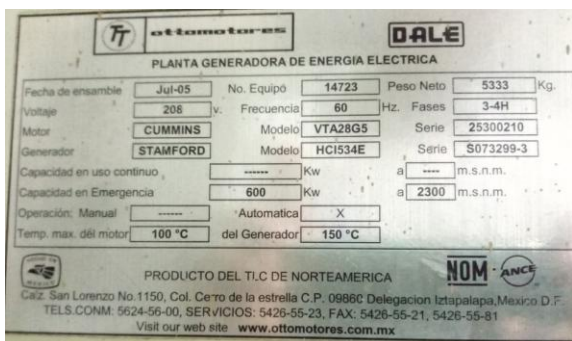 TT ottomotores DALE
PLANTA GENERADORA DE ENERGIA ELECTRICA
Fecha de ensamble Jul-05 No. Equipo 14723 Peso Neto 5333 Kg.
Voltaje 208 v. Frecuencia 60 Hz. Fases 3-4H
Motor CUMMINS Modelo VTA28G5 Serie 25300210
Generador STAMFORD Modelo HCI534E Serie S073299-3
Capacidad en uso continuo ------ Kw a ---- m.s.n.m.
Capacidad en Emergencia 600 Kw a 2300 m.s.n.m.
Operación: Manual ------ Automatica X
Temp. max. del motor 100 °C del Generador 150 °C
PRODUCTO DEL TLC DE NORTEAMERICA NOM ANCE
Calz. San Lorenzo No.1150, Col. Cerro de la estrella C.P. 09860 Delegacion Iztapalapa, Mexico D.F.
TELS.CONM: 5624-56-00, SERVICIOS: 5426-55-23, FAX: 5426-55-21, 5426-55-81
Visit our web site www.ottomotores.com.mx